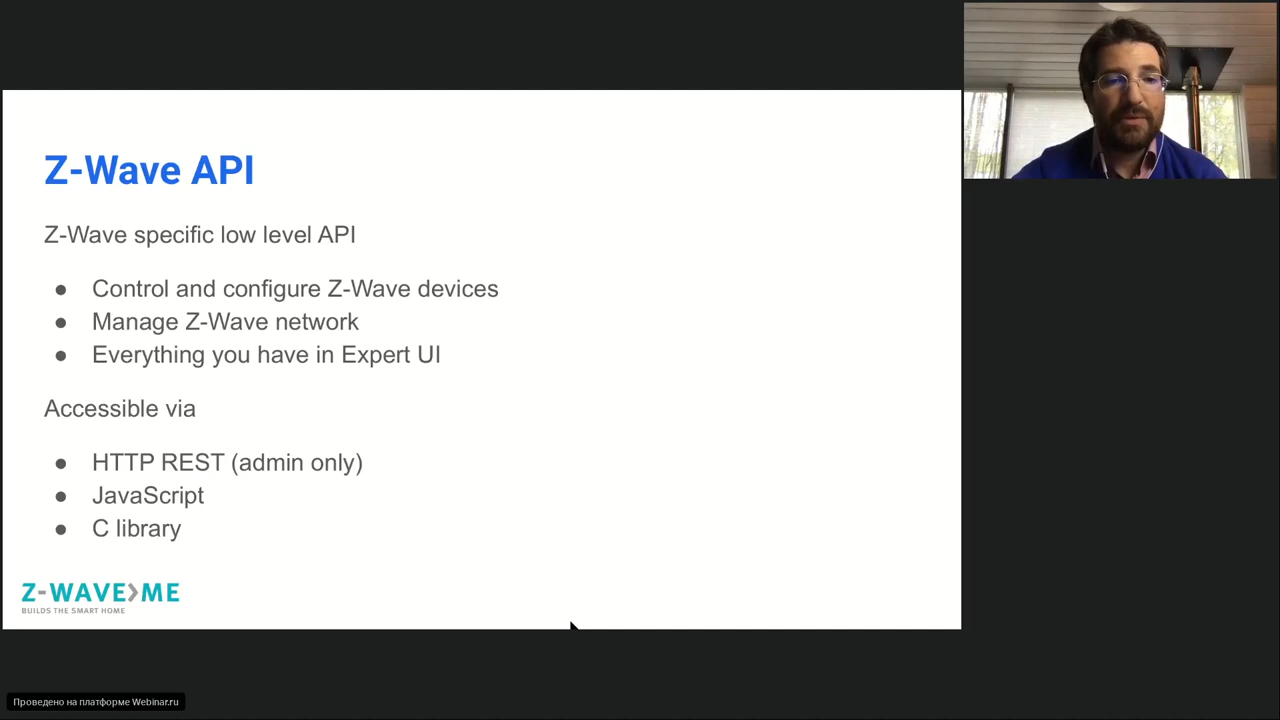 Z-Wave API
Z-Wave specific low level API
● Control and configure Z-Wave devices
● Manage Z-Wave network
● Everything you have in Expert UI
Accessible via
● HTTP REST (admin only)
● JavaScript
● C library
Z-WAVE>ME
BUILDS THE SMART HOME
Проведено на платформе Webinar.ru